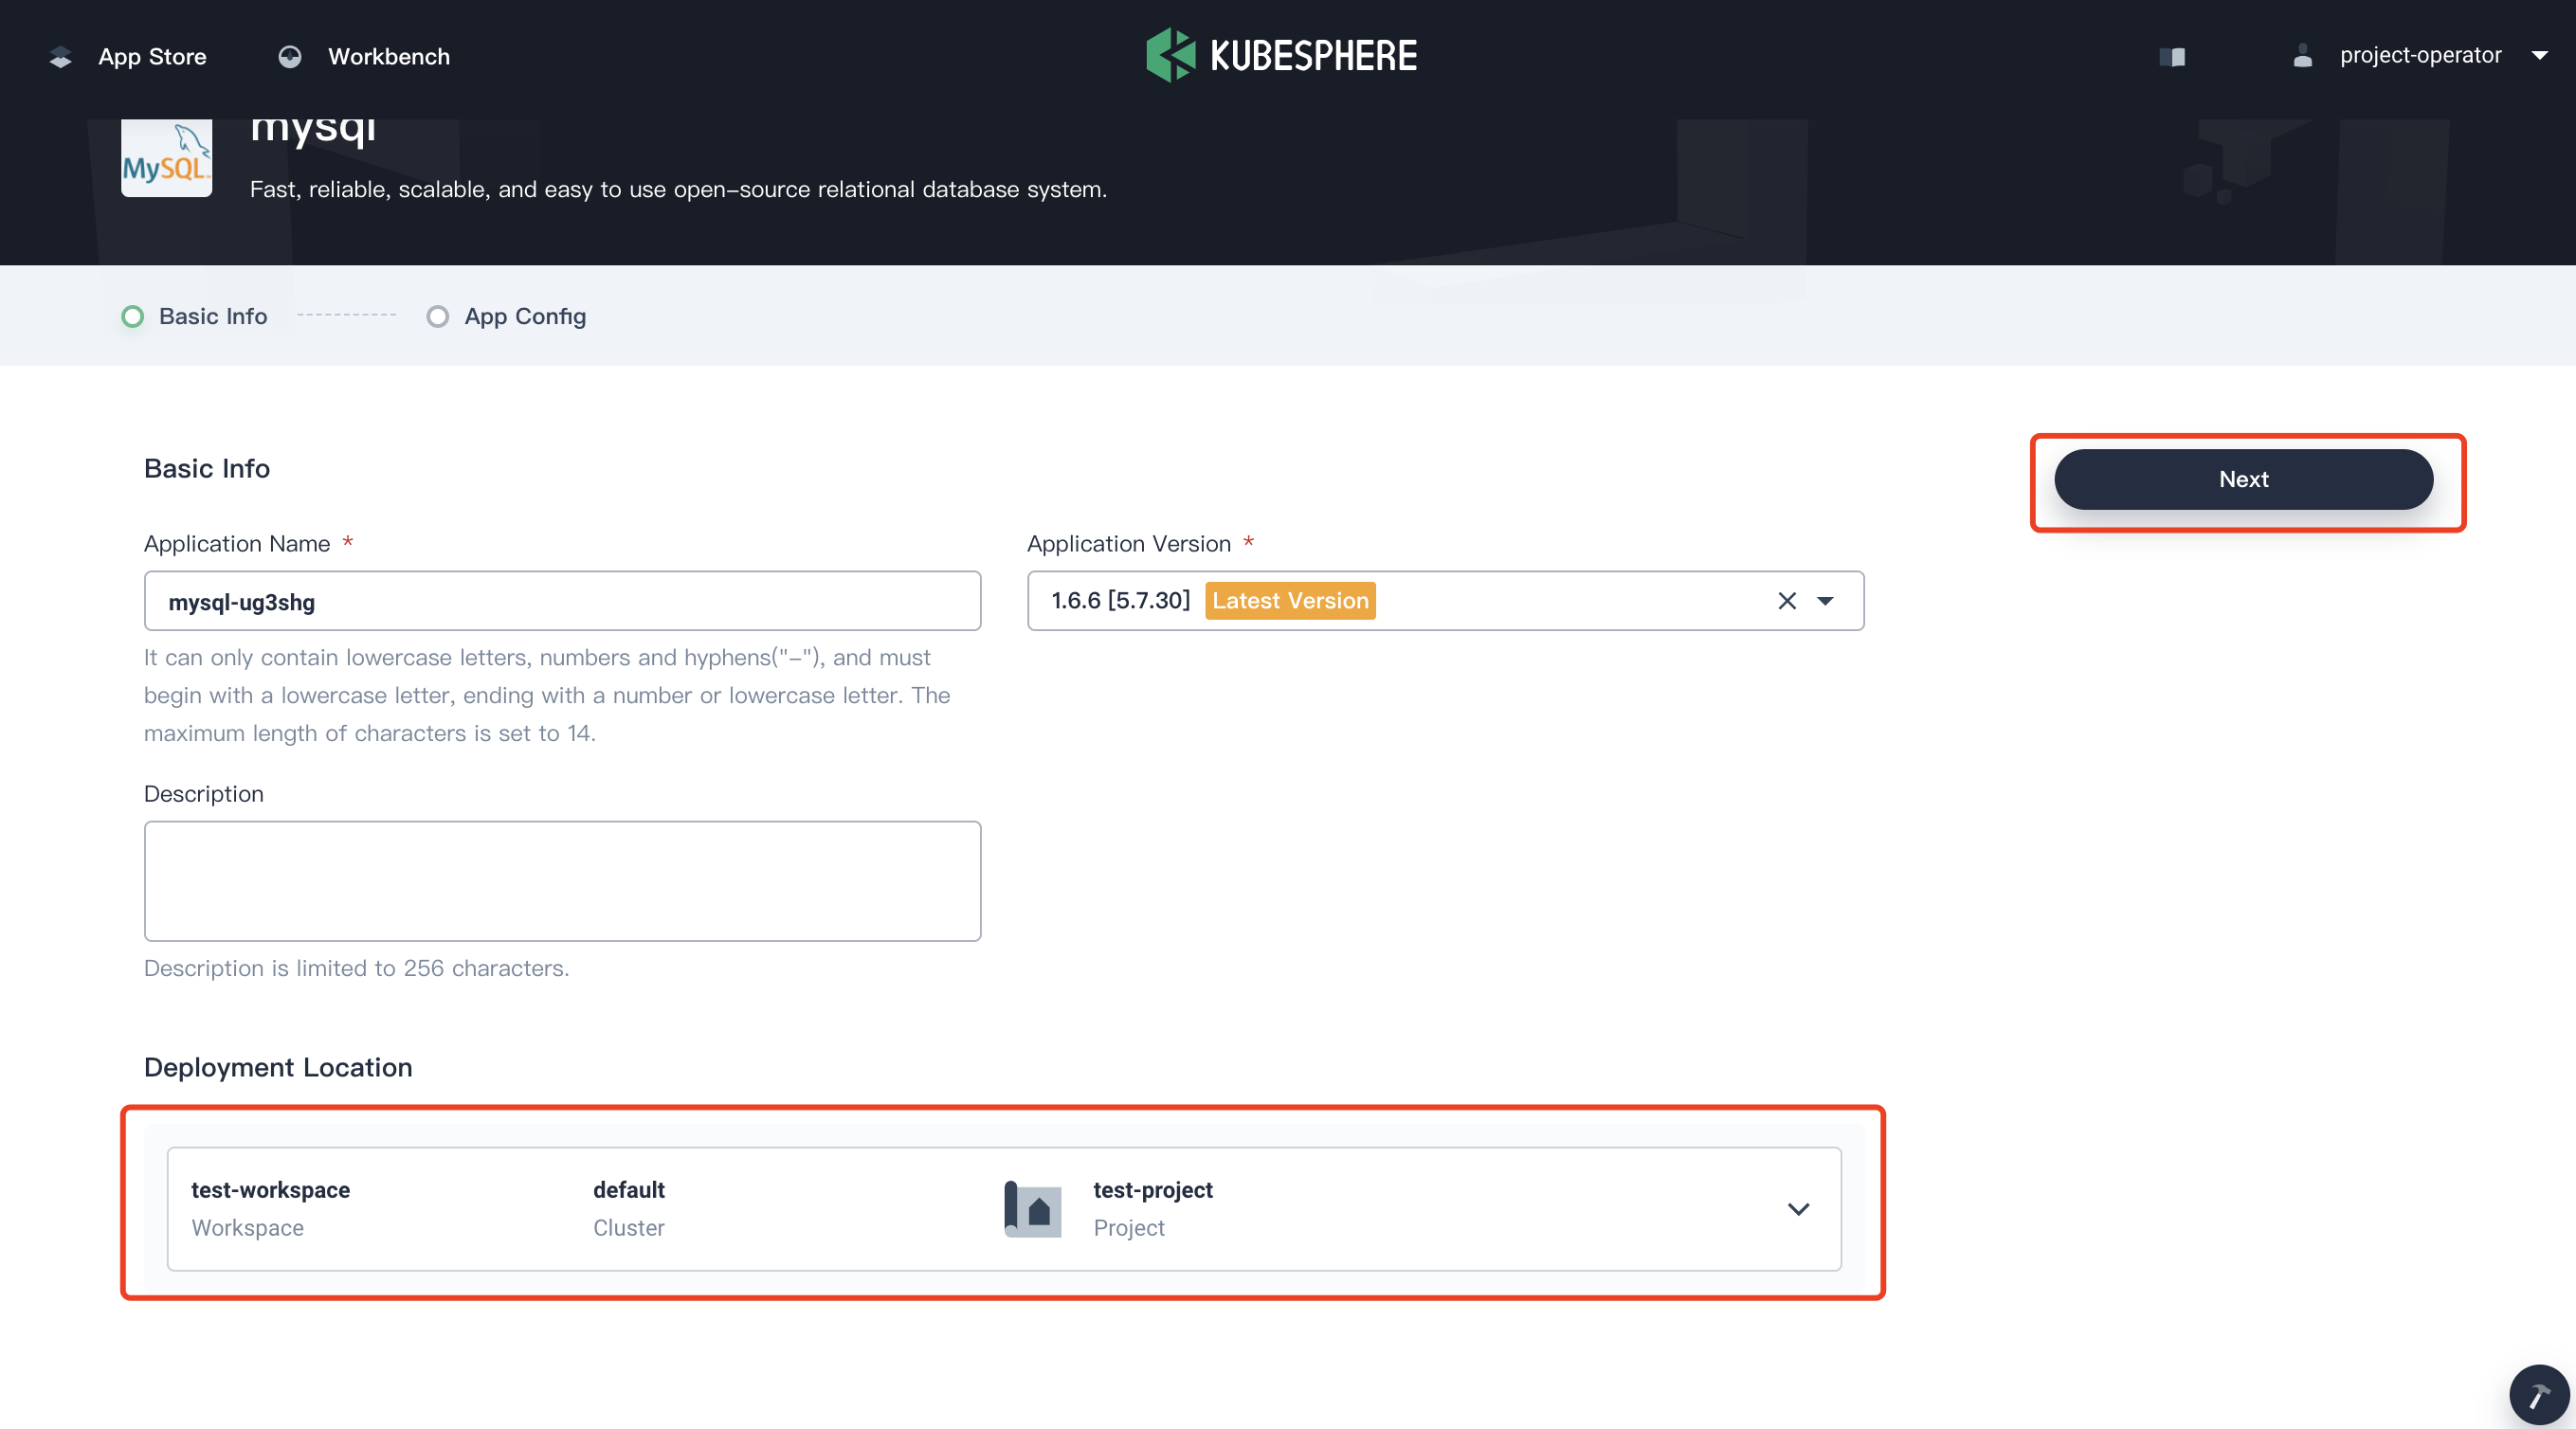 App Store
Workbench
KUBESPHERE
project-operator
mysql
MySQL
Fast, reliable, scalable, and easy to use open-source relational database system.
Basic Info
App Config
Basic Info
Next
Application Name *
Application Version *
mysql-ug3shg
1.6.6 [5.7.30] Latest Version
It can only contain lowercase letters, numbers and hyphens("-"), and must
begin with a lowercase letter, ending with a number or lowercase letter. The
maximum length of characters is set to 14.
Description
Description is limited to 256 characters.
Deployment Location
test-workspace
Workspace
default
Cluster
test-project
Project